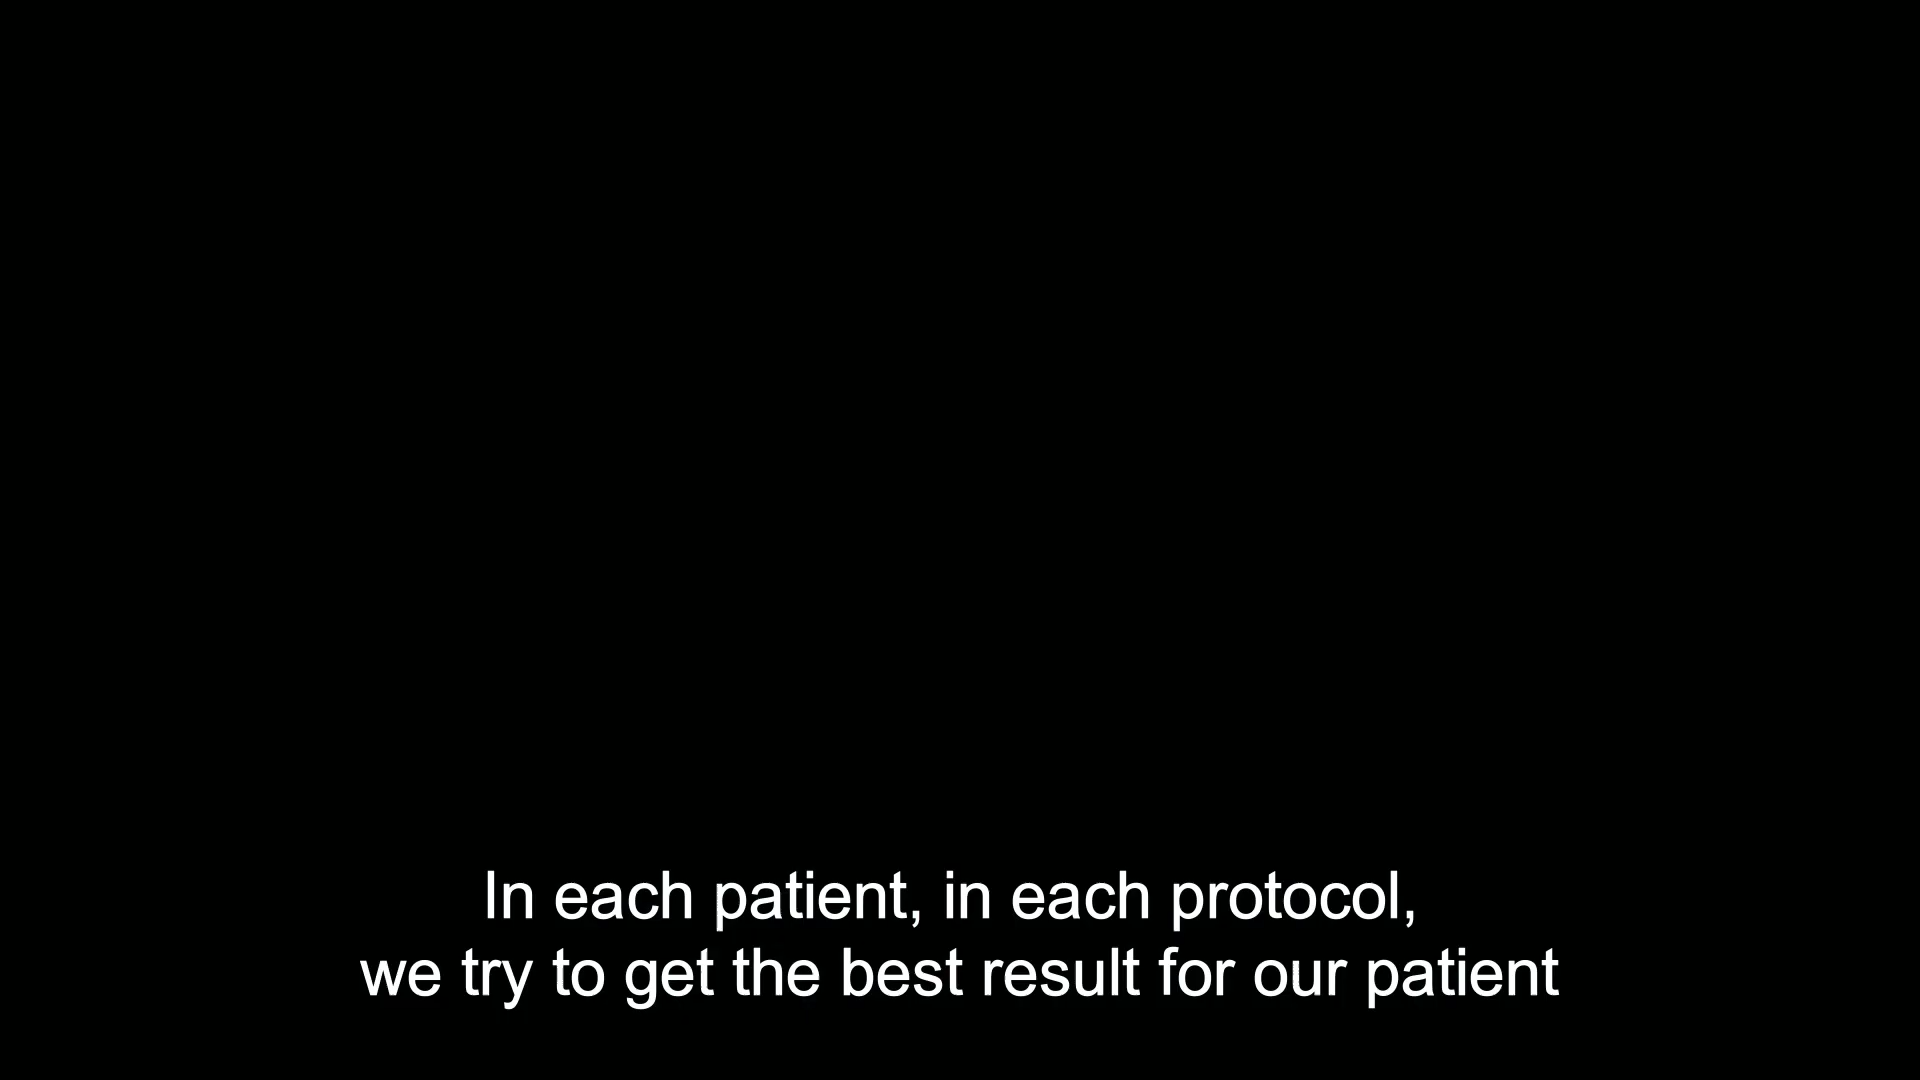 In each patient, in each protocol,
we try to get the best result for our patient